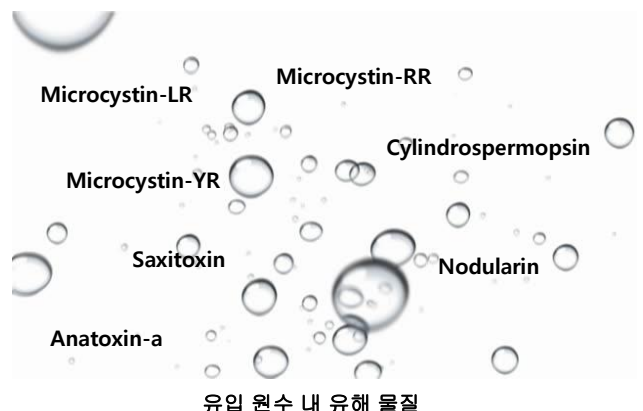 Microcystin-RR
Microcystin-LR
Cylindrospermopsin
Microcystin-YR
Saxitoxin
Nodularin
Anatoxin-a
유입 원수 내 유해 물질